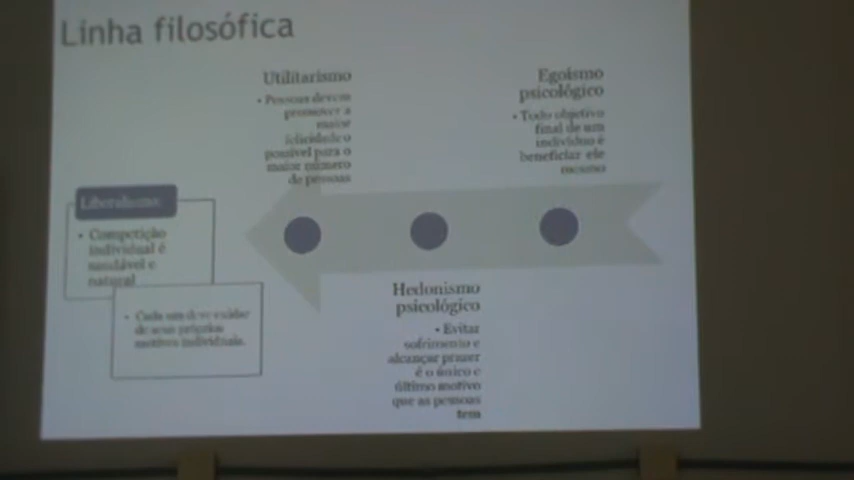 Linha filosófica
Utilitarismo
• Pessoas devem
promover a
maior
felicidade o
possível para o
maior número
de pessoas
Egoísmo
psicológico
• Todo objetivo
final de um
indivíduo é
beneficiar ele
mesmo
Liberalismo
• Competição
individual é
saudável e
natural
• Cada um deve cuidar
de seus próprios
motivos individuais.
Hedonismo
psicológico
• Evitar
sofrimento e
alcançar prazer
é o único e
último motivo
que as pessoas
tem